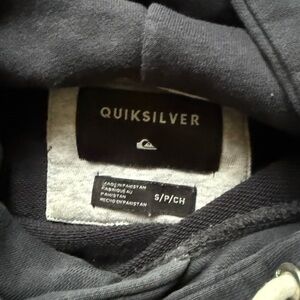 QUIKSILVER
MADE IN PAKISTAN
FABRIQUE AU
PAKISTAN
HECHO EN PAKISTAN
S/P/CH